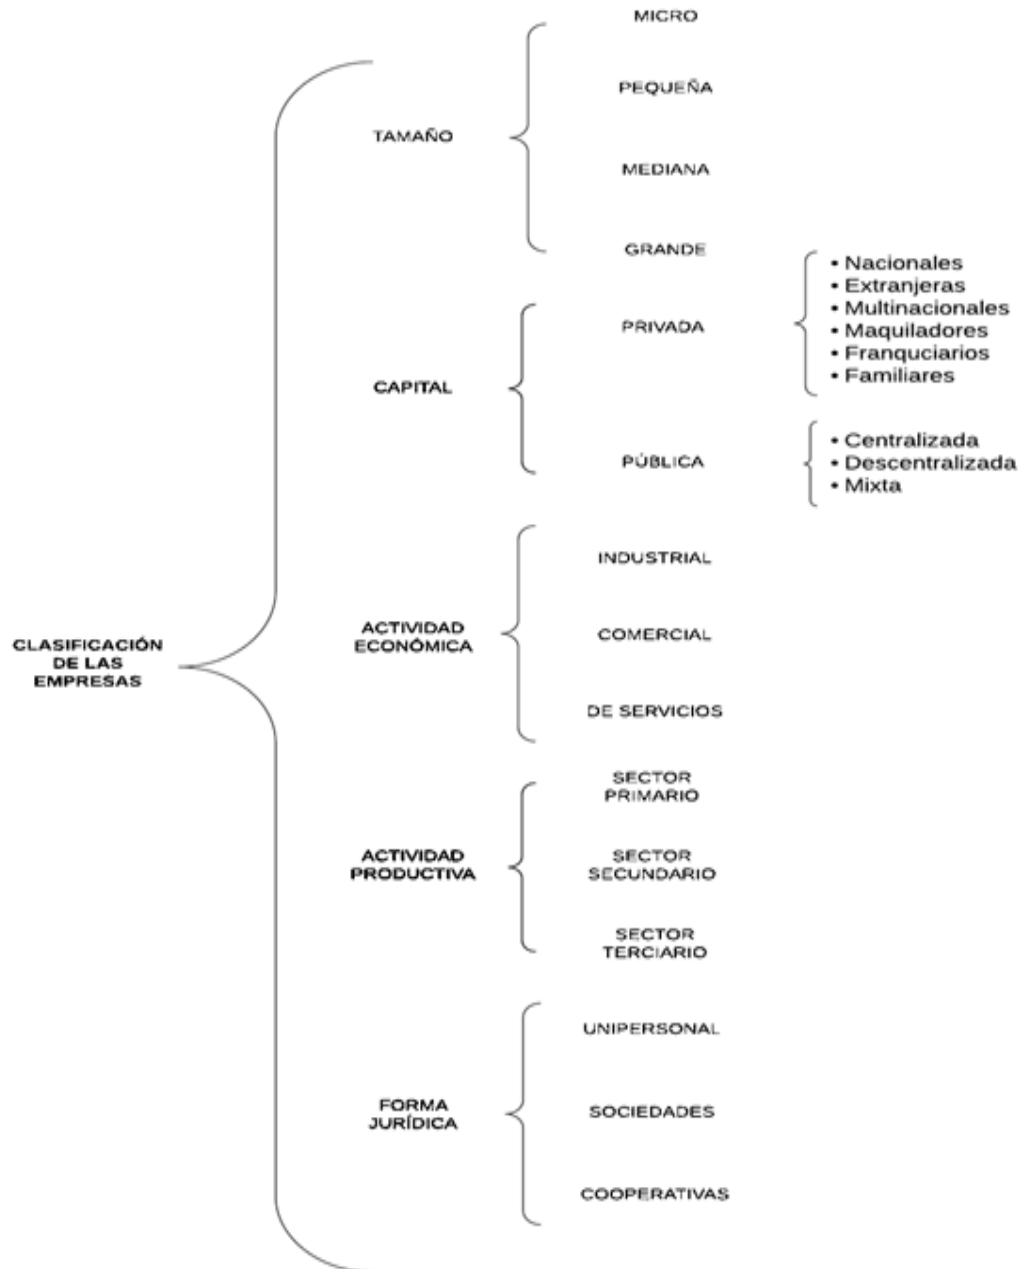 CLASIFICACIÓN
DE LAS
EMPRESAS
TAMAÑO
MICRO
PEQUEÑA
MEDIANA
GRANDE
CAPITAL
PRIVADA
• Nacionales
• Extranjeras
• Multinacionales
• Maquiladores
• Franquciarios
• Familiares
PÚBLICA
• Centralizada
• Descentralizada
• Mixta
ACTIVIDAD
ECONÓMICA
INDUSTRIAL
COMERCIAL
DE SERVICIOS
ACTIVIDAD
PRODUCTIVA
SECTOR
PRIMARIO
SECTOR
SECUNDARIO
SECTOR
TERCIARIO
FORMA
JURÍDICA
UNIPERSONAL
SOCIEDADES
COOPERATIVAS